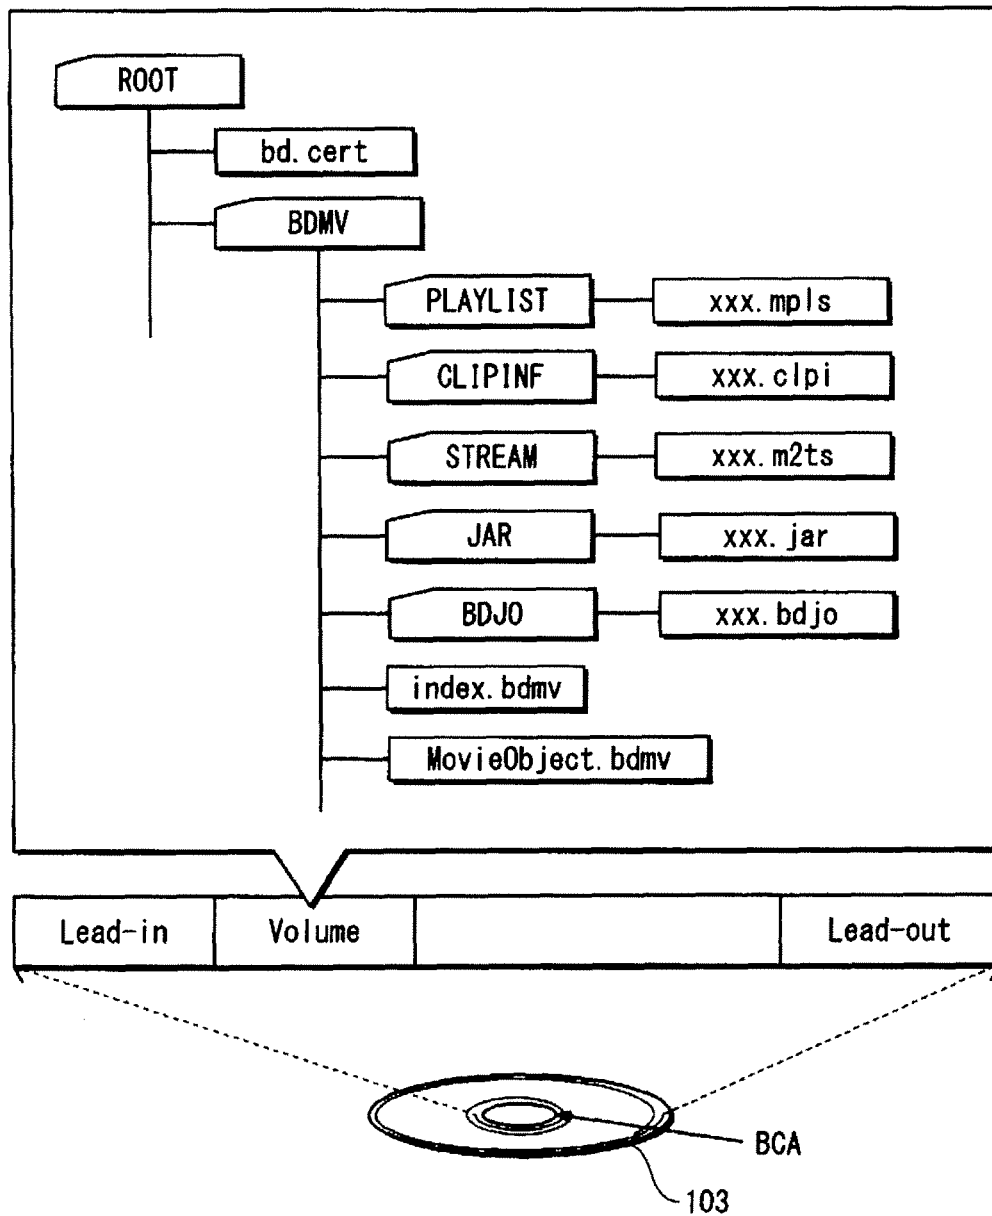 ROOT
bd.cert
BDMV
PLAYLIST xxx.mpls
CLIPINF xxx.clpi
STREAM xxx.m2ts
JAR xxx.jar
BDJO xxx.bdjo
index.bdmv
MovieObject.bdmv
Lead-in Volume Lead-out
BCA
103